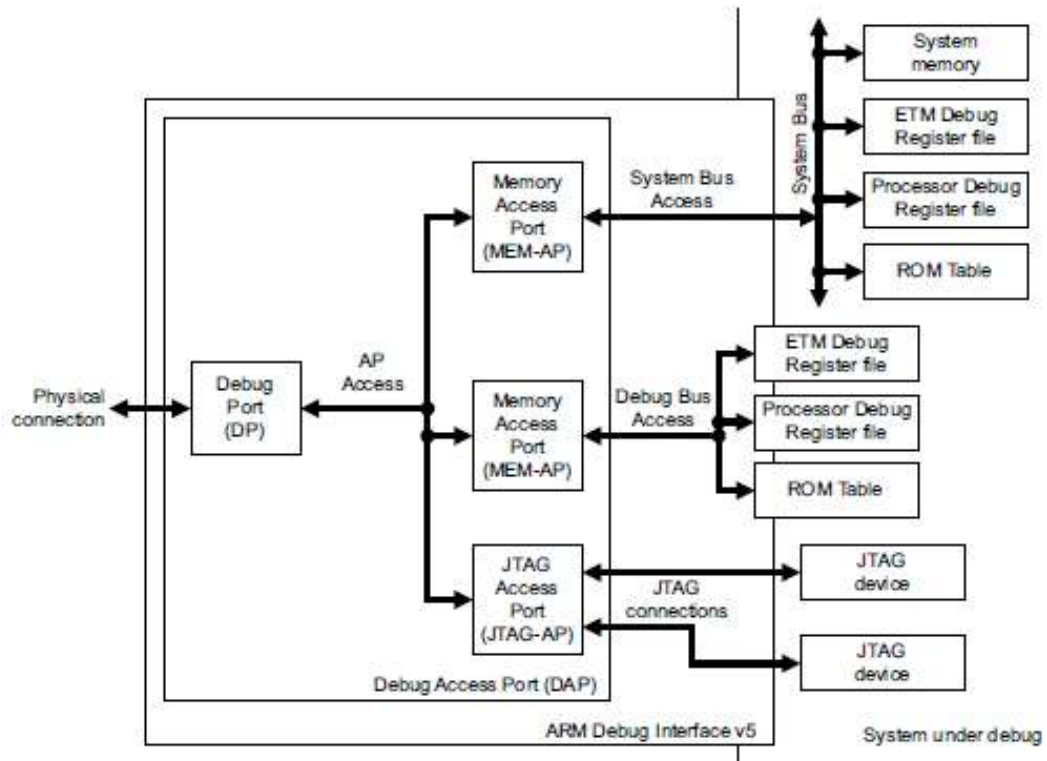 System
memory
ETM Debug
Register file
Processor Debug
Register file
ROM Table
System Bus
System Bus
Access
Memory
Access
Port
(MEM-AP)
AP
Access
Physical
connection
Debug
Port
(DP)
Memory
Access
Port
(MEM-AP)
Debug Bus
Access
ETM Debug
Register file
Processor Debug
Register file
ROM Table
JTAG
Access
Port
(JTAG-AP)
JTAG
connections
JTAG
device
JTAG
device
Debug Access Port (DAP)
ARM Debug Interface v5
System under debug